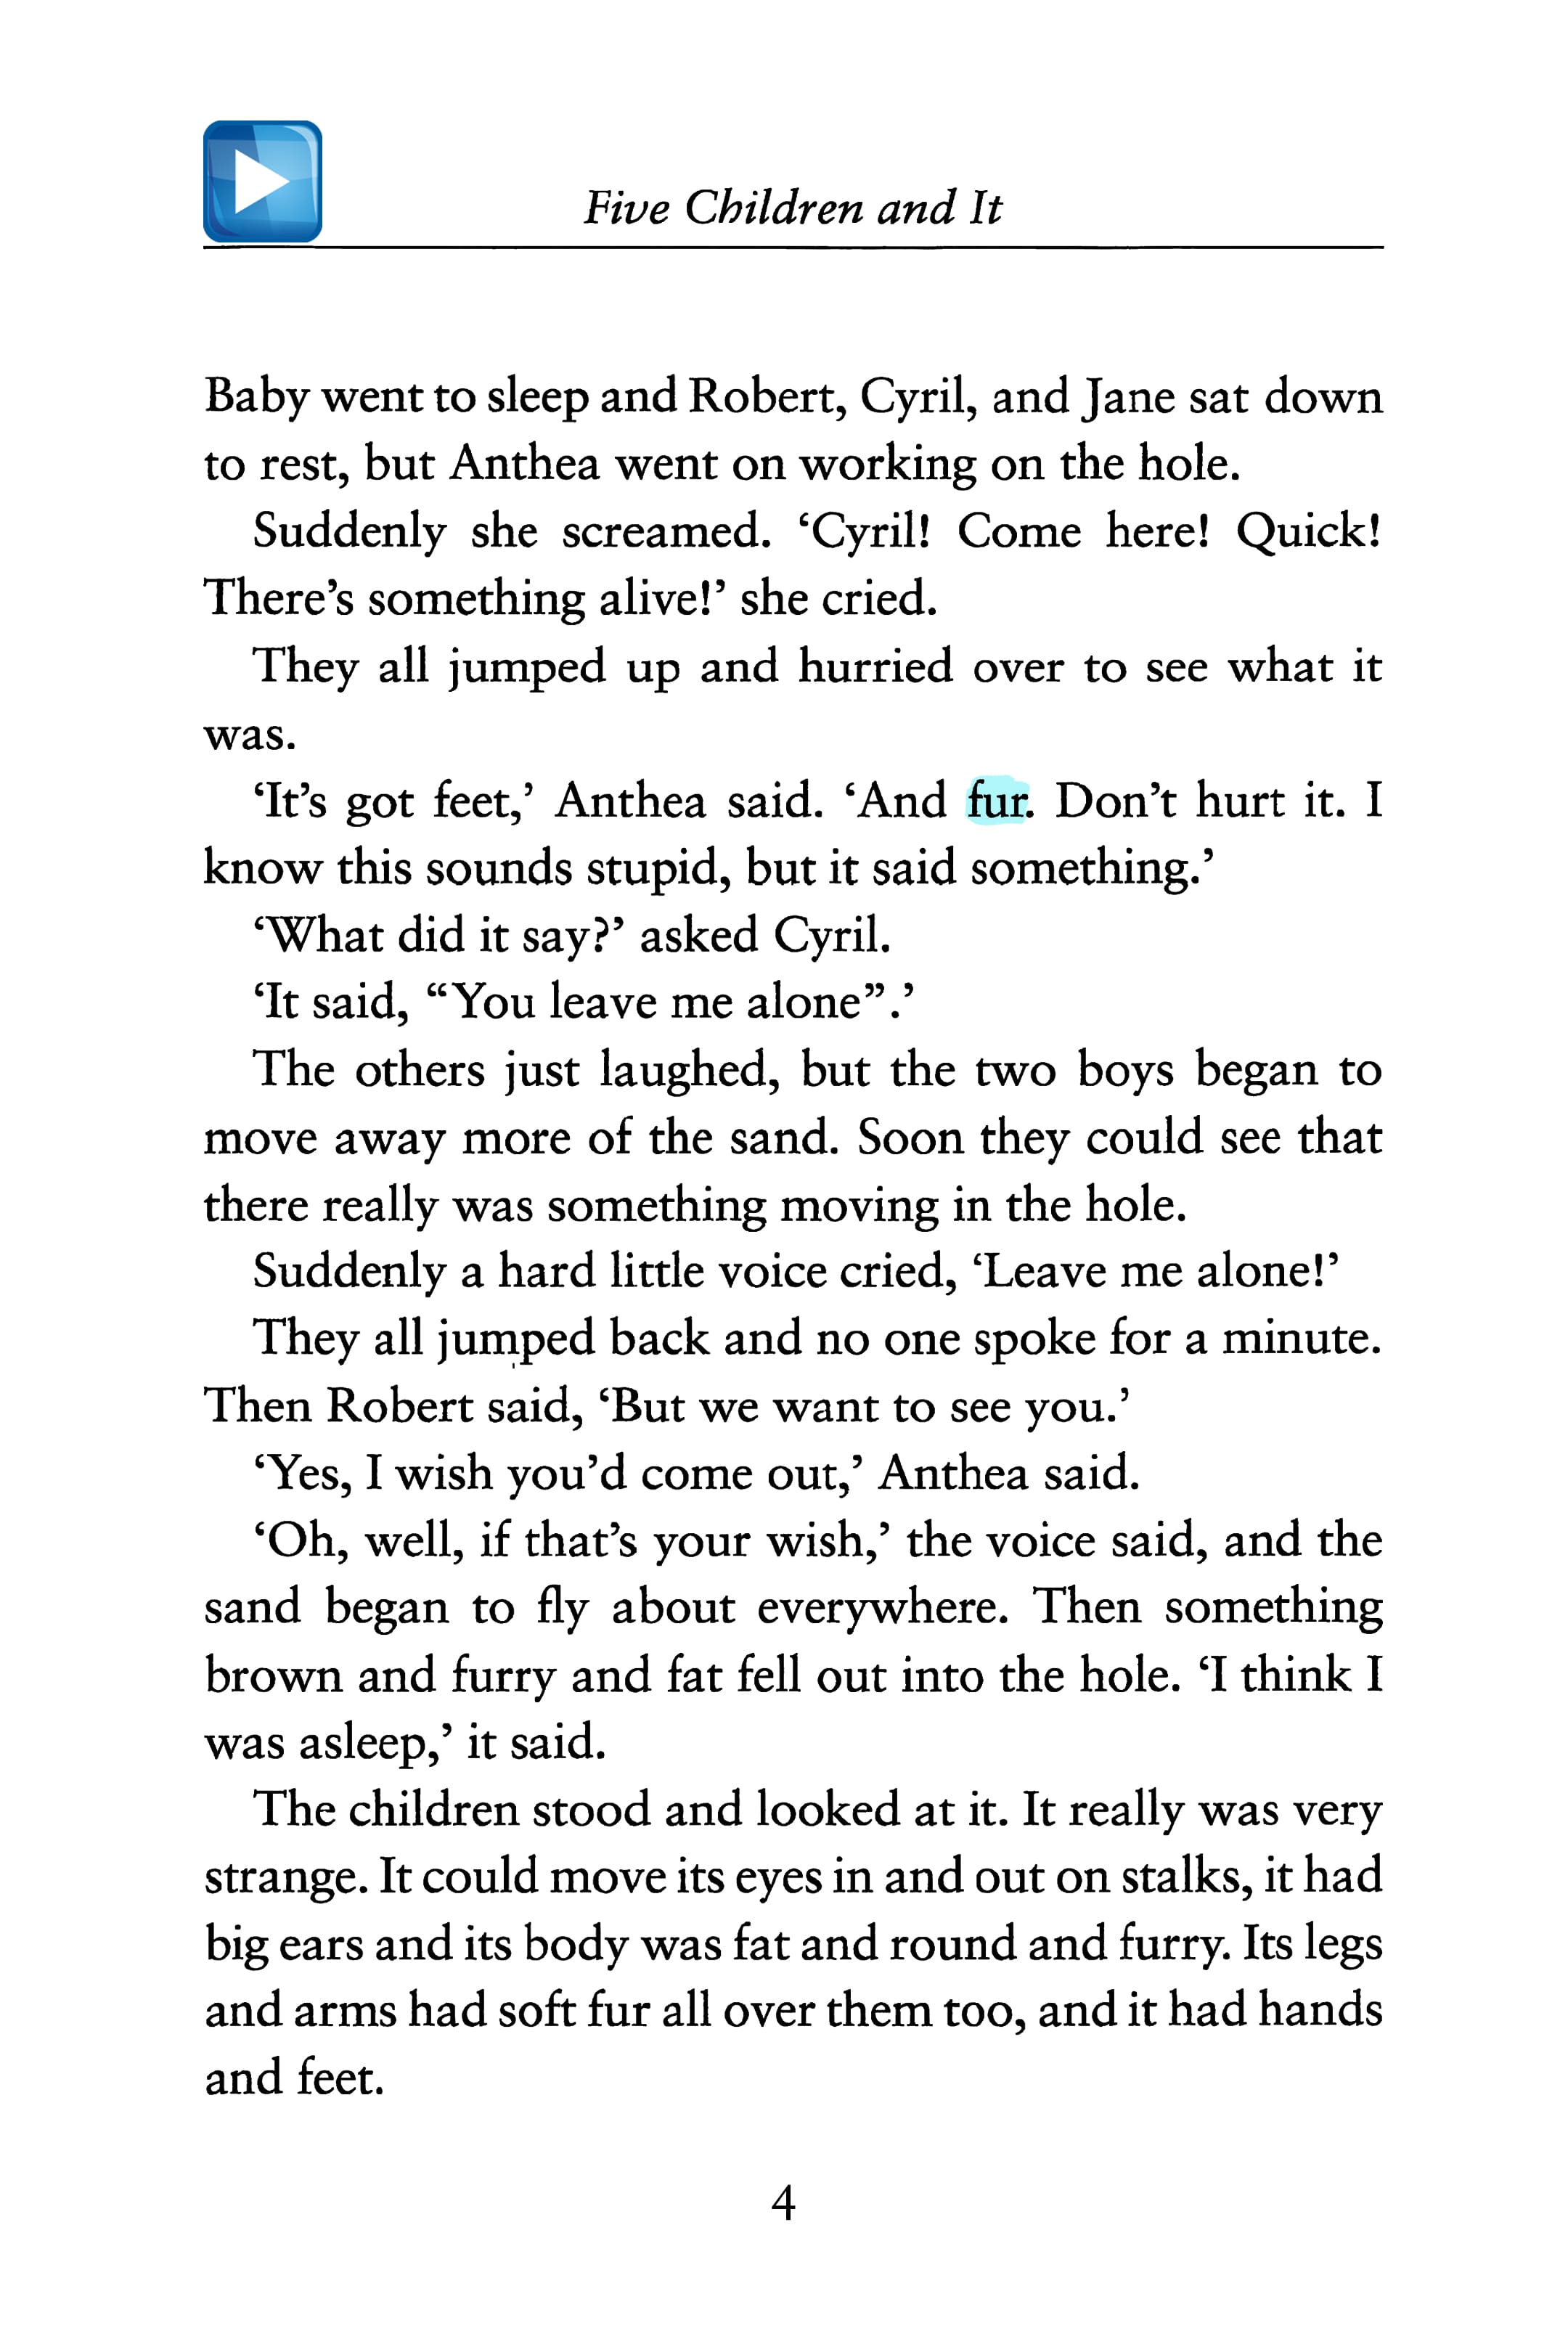 Five Children and It
Baby went to sleep and Robert, Cyril, and Jane sat down
to rest, but Anthea went on working on the hole.
Suddenly she screamed. ‘Cyril! Come here! Quick!
There’s something alive!’ she cried.
They all jumped up and hurried over to see what it
was.
‘It’s got feet,’ Anthea said. ‘And fur. Don’t hurt it. I
know this sounds stupid, but it said something.’
‘What did it say?’ asked Cyril.
‘It said, “You leave me alone”.’
The others just laughed, but the two boys began to
move away more of the sand. Soon they could see that
there really was something moving in the hole.
Suddenly a hard little voice cried, ‘Leave me alone!’
They all jumped back and no one spoke for a minute.
Then Robert said, ‘But we want to see you.’
‘Yes, I wish you’d come out,’ Anthea said.
‘Oh, well, if that’s your wish,’ the voice said, and the
sand began to fly about everywhere. Then something
brown and furry and fat fell out into the hole. ‘I think I
was asleep,’ it said.
The children stood and looked at it. It really was very
strange. It could move its eyes in and out on stalks, it had
big ears and its body was fat and round and furry. Its legs
and arms had soft fur all over them too, and it had hands
and feet.
4